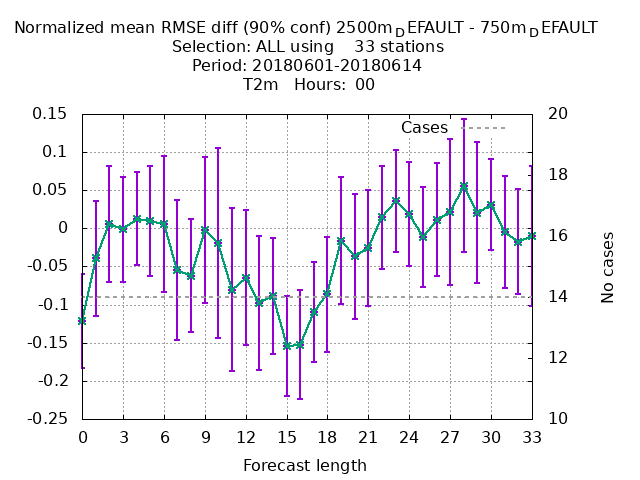 Normalized mean RMSE diff (90% conf) 2500m_DEFAULT - 750m_DEFAULT
Selection: ALL using 33 stations
Period: 20180601-20180614
T2m Hours: 00
Cases
0.15
0.1
0.05
0
-0.05
-0.1
-0.15
-0.2
-0.25
20
18
16
14
12
10
No cases
0 3 6 9 12 15 18 21 24 27 30 33
Forecast length